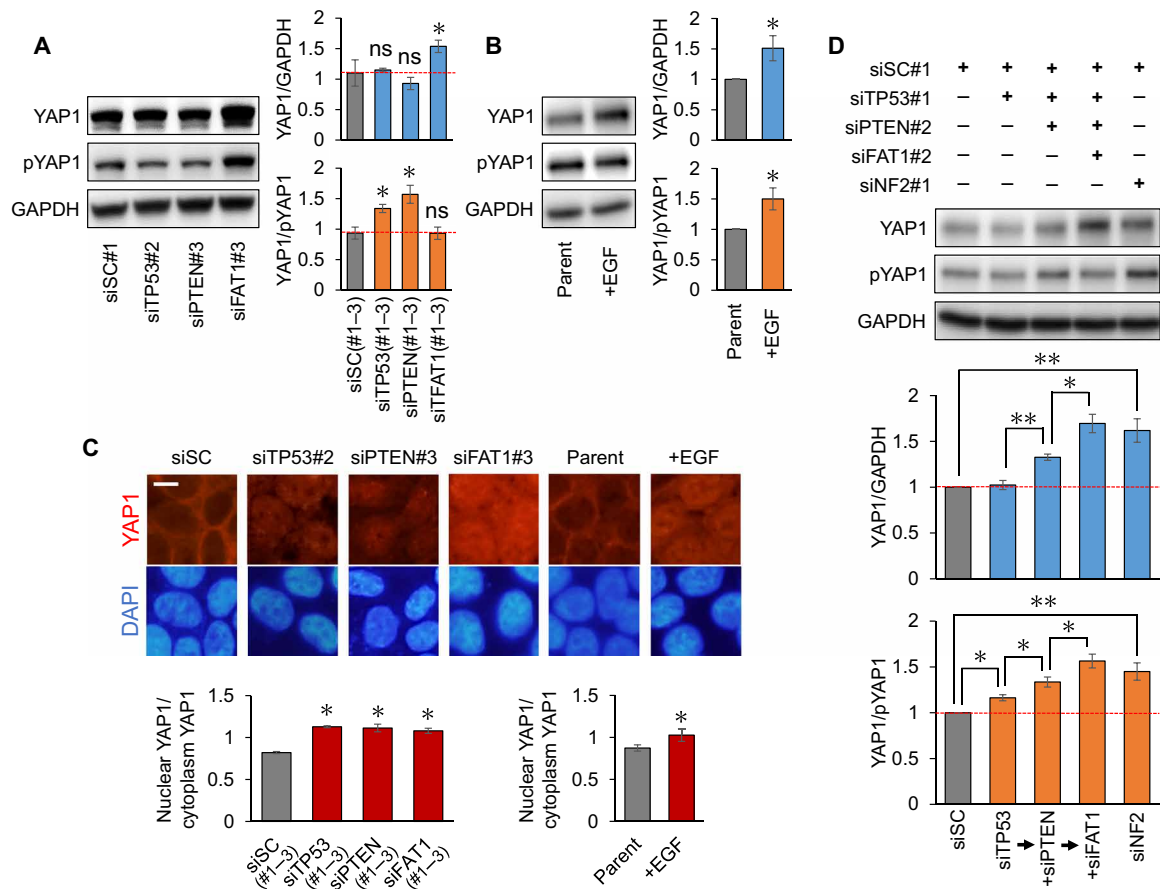 A
YAP1
pYAP1
GAPDH
siSC#1
siTP53#2
siPTEN#3
siFAT1#3
YAP1/GAPDH
2
1.5
1
0.5
0
ns
ns
*
YAP1/pYAP1
2
1.5
1
0.5
0
*
*
ns
siSC(#1–3)
siTP53(#1–3)
siPTEN(#1–3)
siTFAT1(#1–3)
B
YAP1
pYAP1
GAPDH
Parent
+EGF
YAP1/GAPDH
2
1.5
1
0.5
0
*
YAP1/pYAP1
2
1.5
1
0.5
0
*
Parent
+EGF
C
siSC siTP53#2 siPTEN#3 siFAT1#3 Parent +EGF
YAP1
DAPI
Nuclear YAP1/
cytoplasm YAP1
1.5
1
0.5
0
*
*
*
siSC
(#1–3)
siTP53
(#1–3)
siPTEN
(#1–3)
siFAT1
(#1–3)
Nuclear YAP1/
cytoplasm YAP1
1.5
1
0.5
0
*
Parent
+EGF
D
siSC#1 + + + + +
siTP53#1 – + + + –
siPTEN#2 – – + + –
siFAT1#2 – – – + –
siNF2#1 – – – – +
YAP1
pYAP1
GAPDH
YAP1/GAPDH
2
1.5
1
0.5
0
**
**
*
YAP1/pYAP1
2
1.5
1
0.5
0
**
*
*
*
siSC
siTP53
+siPTEN
+siFAT1
siNF2